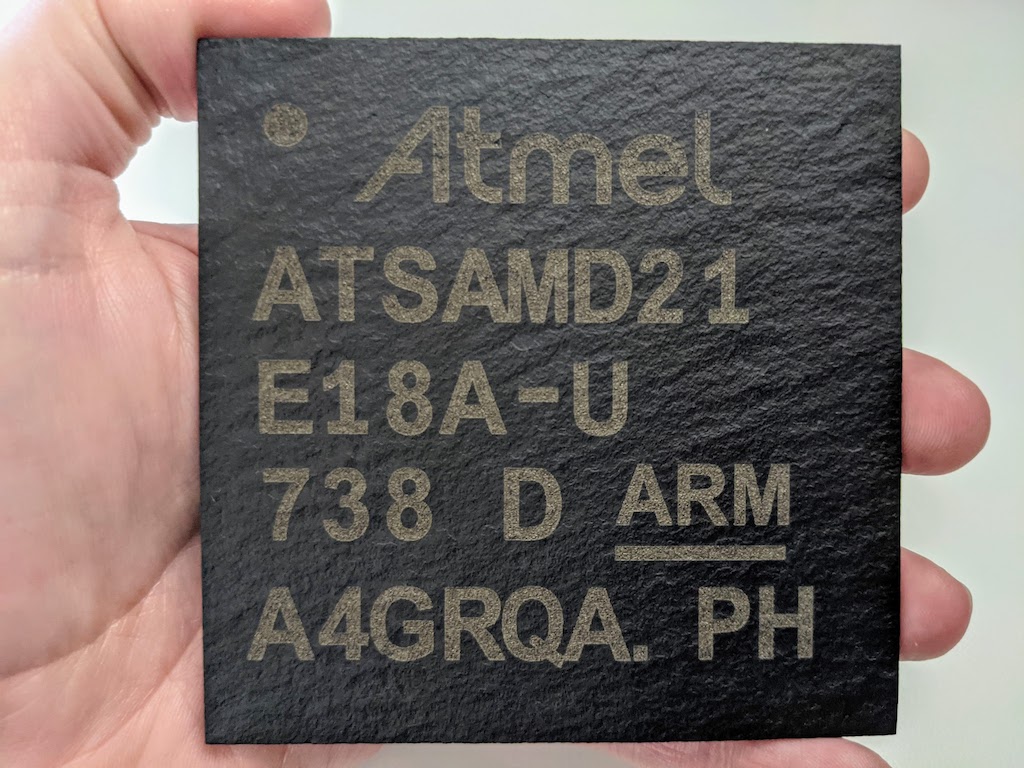 Atmel
ATSAMD21
E18A-U
738 D ARM
A4GRQA. PH